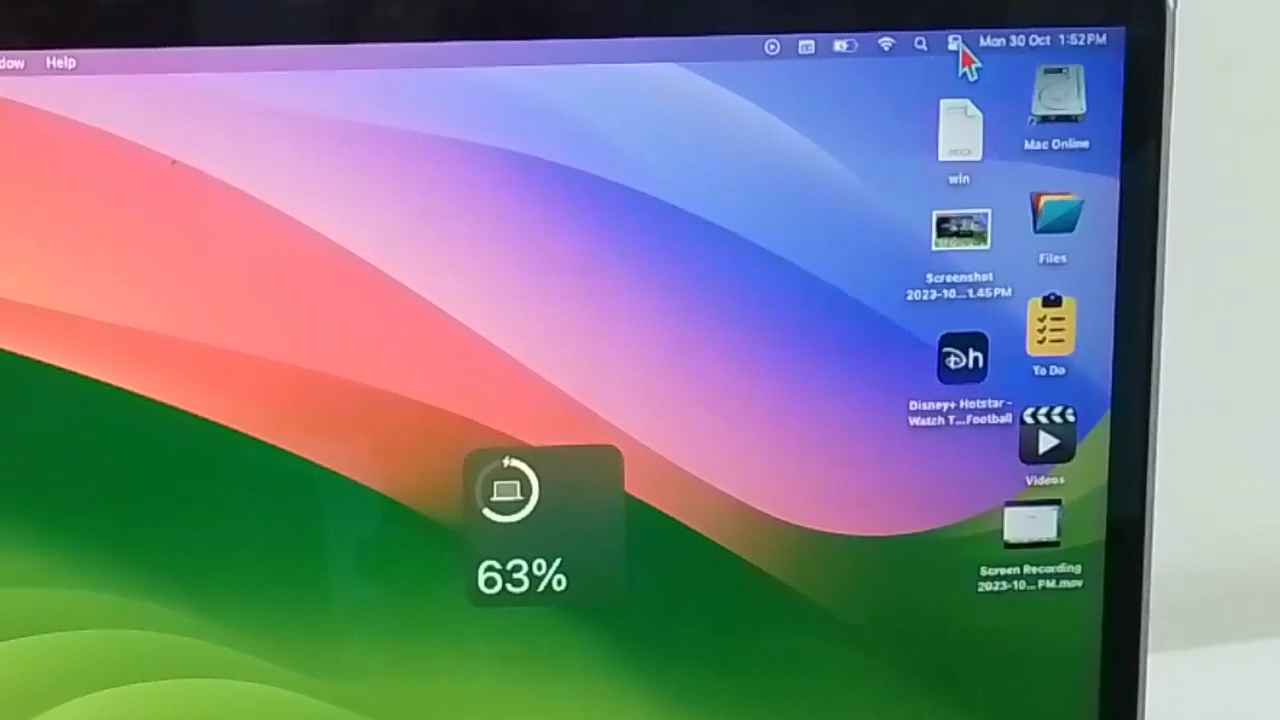 dow Help Mon 30 Oct 1:52 PM
Mac Online
win
Files
Screenshot
2023-10...1.45 PM
To Do
Dh
Disney+ Hotstar -
Watch T...Football
Videos
Screen Recording
2023-10... PM.mov
63%